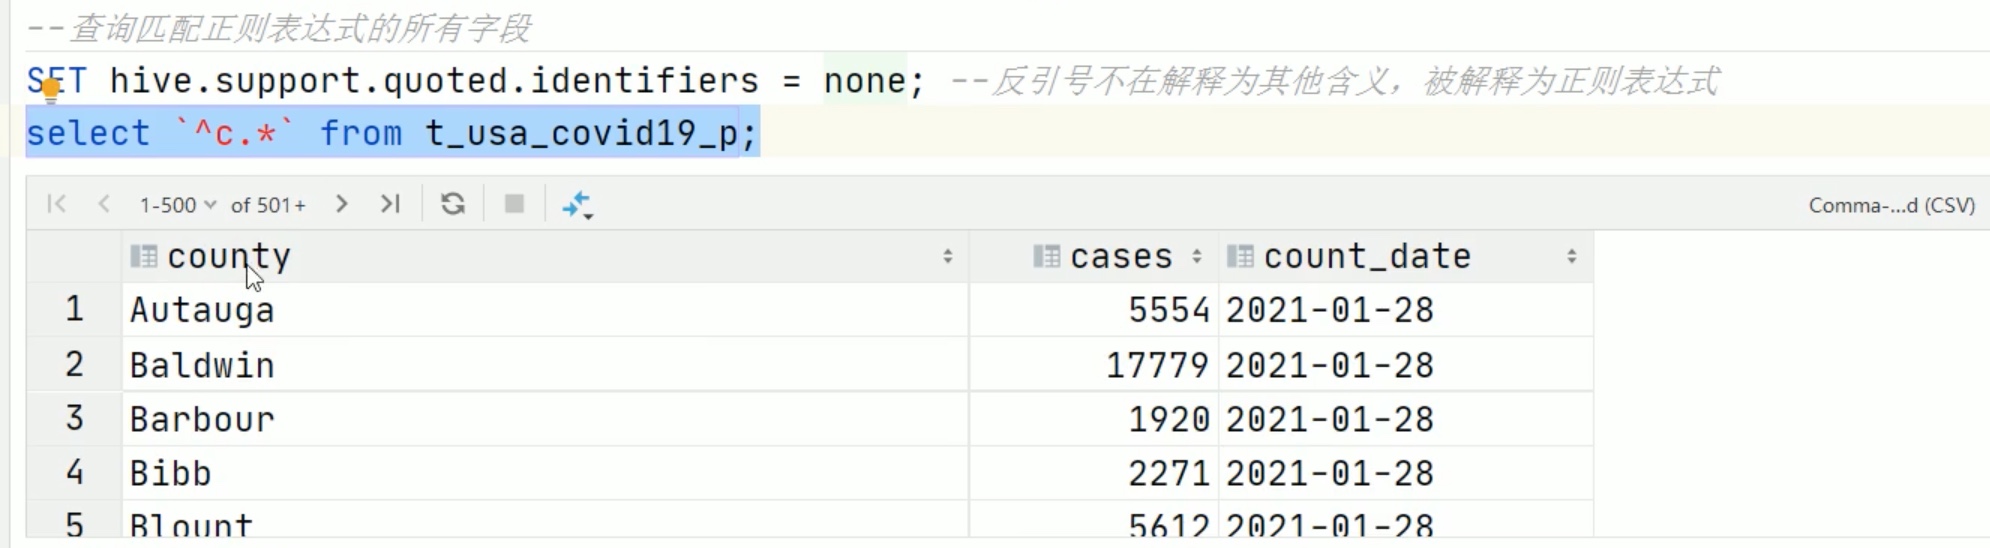 --查询匹配正则表达式的所有字段
SET hive.support.quoted.identifiers = none; --反引号不在解释为其他含义，被解释为正则表达式
select `^c.*` from t_usa_covid19_p;
1-500 of 501+ Comma-...d (CSV)
county cases count_date
1 Autauga 5554 2021-01-28
2 Baldwin 17779 2021-01-28
3 Barbour 1920 2021-01-28
4 Bibb 2271 2021-01-28
5 Blount 5612 2021-01-28